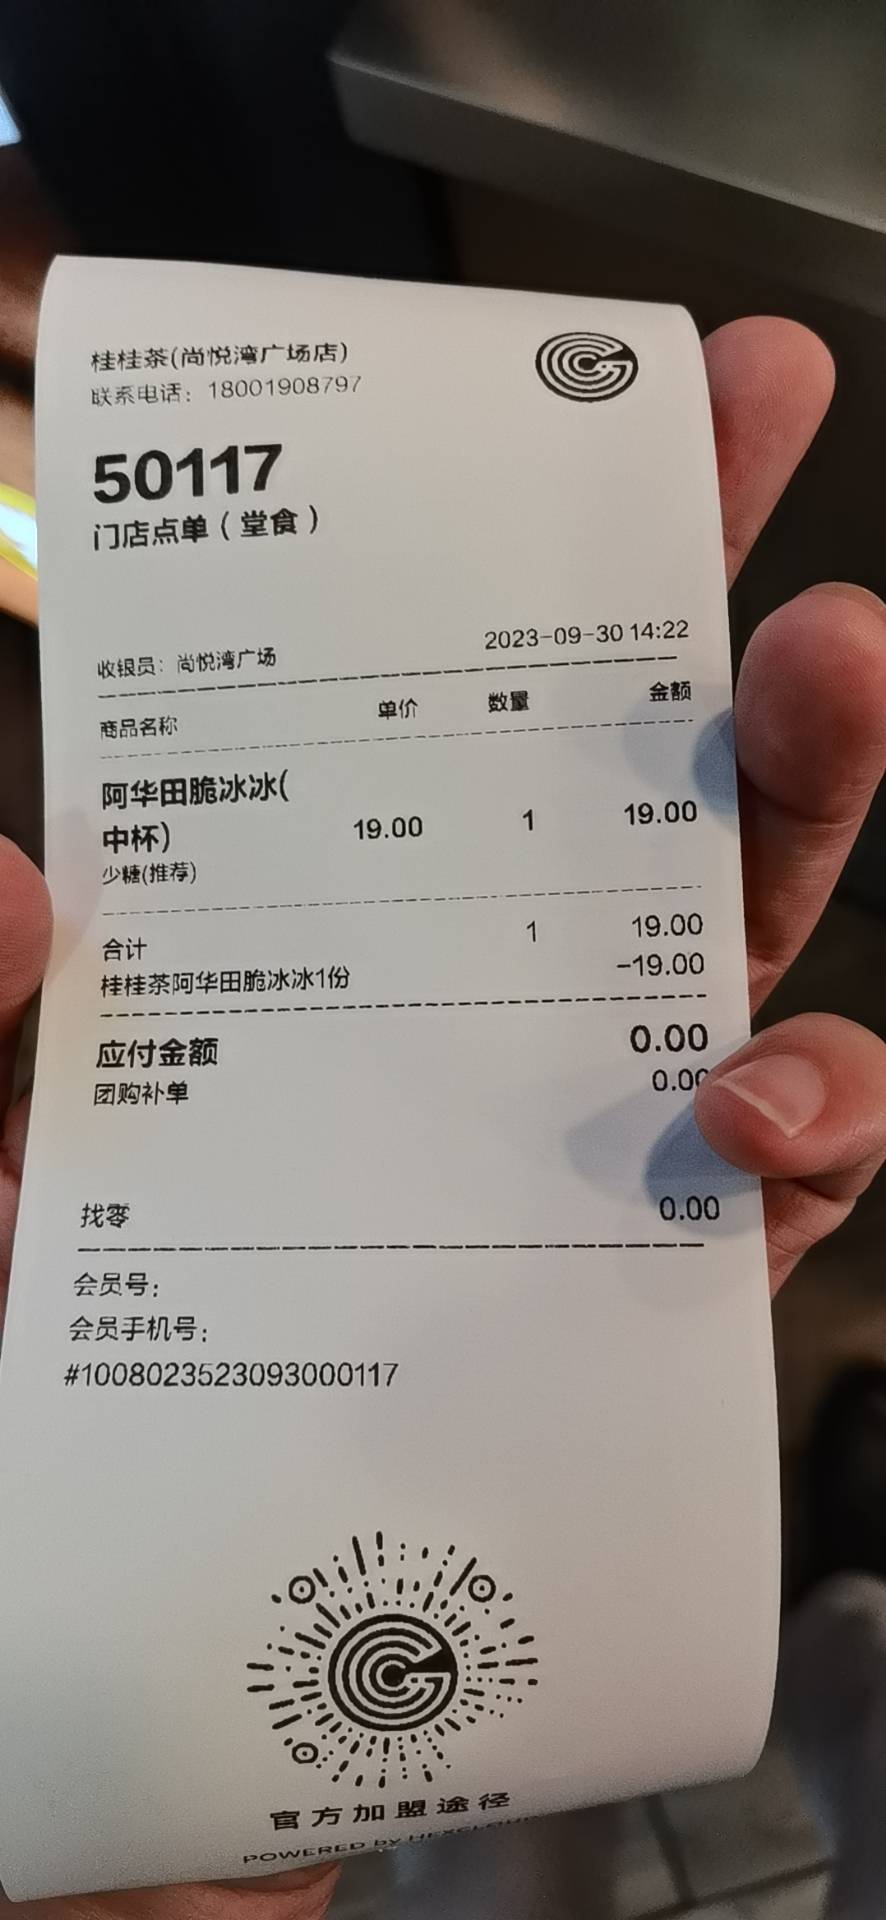 桂桂茶(尚悦湾广场店)
联系电话：18001908797
50117
门店点单（堂食）
收银员：尚悦湾广场 2023-09-30 14:22
商品名称 单价 数量 金额
阿华田脆冰冰(
中杯) 19.00 1 19.00
少糖(推荐)
合计 1 19.00
桂桂茶阿华田脆冰冰1份 -19.00
应付金额 0.00
团购补单 0.00
找零 0.00
会员号：
会员手机号：
#1008023523093000117
官方加盟途径
POWERED by HEXCLOUD